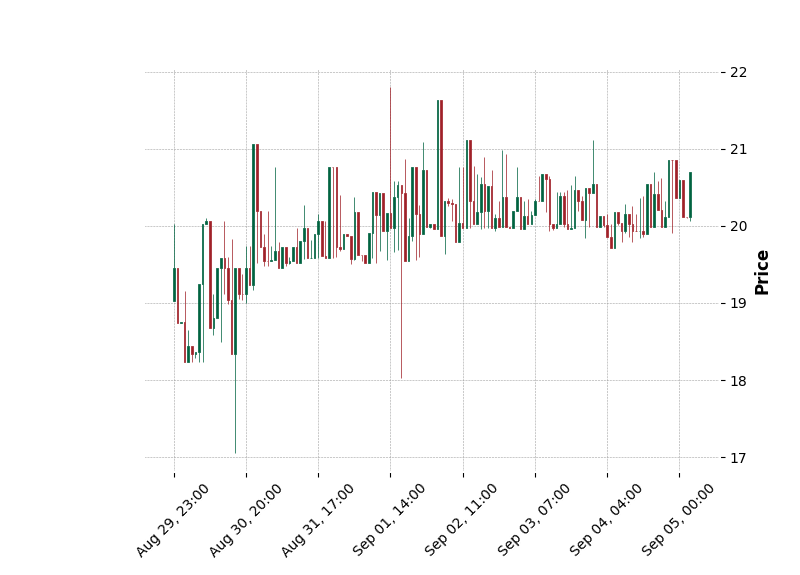 22
21
20
19
18
17
Price
Aug 29, 23:00
Aug 30, 20:00
Aug 31, 17:00
Sep 01, 14:00
Sep 02, 11:00
Sep 03, 07:00
Sep 04, 04:00
Sep 05, 00:00